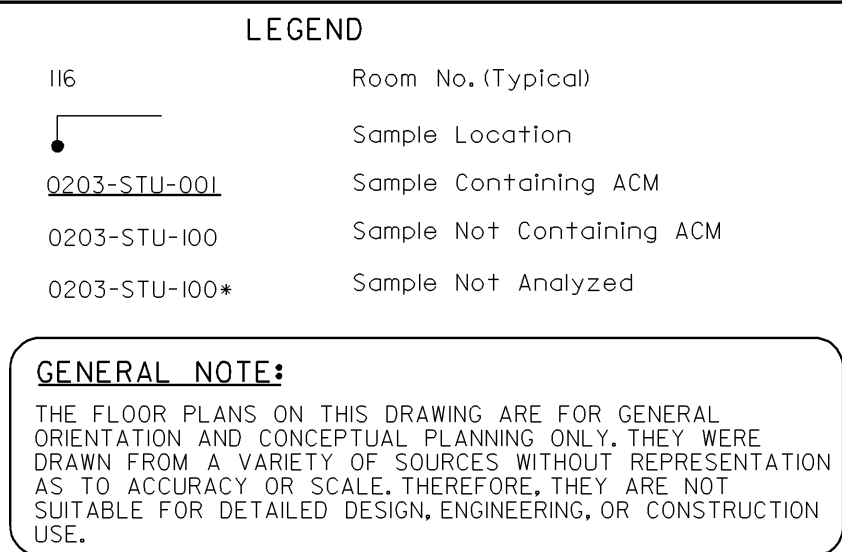 LEGEND
116 Room No. (Typical)
Sample Location
0203-STU-001 Sample Containing ACM
0203-STU-100 Sample Not Containing ACM
0203-STU-100* Sample Not Analyzed
GENERAL NOTE:
THE FLOOR PLANS ON THIS DRAWING ARE FOR GENERAL
ORIENTATION AND CONCEPTUAL PLANNING ONLY. THEY WERE
DRAWN FROM A VARIETY OF SOURCES WITHOUT REPRESENTATION
AS TO ACCURACY OR SCALE. THEREFORE, THEY ARE NOT
SUITABLE FOR DETAILED DESIGN, ENGINEERING, OR CONSTRUCTION
USE.